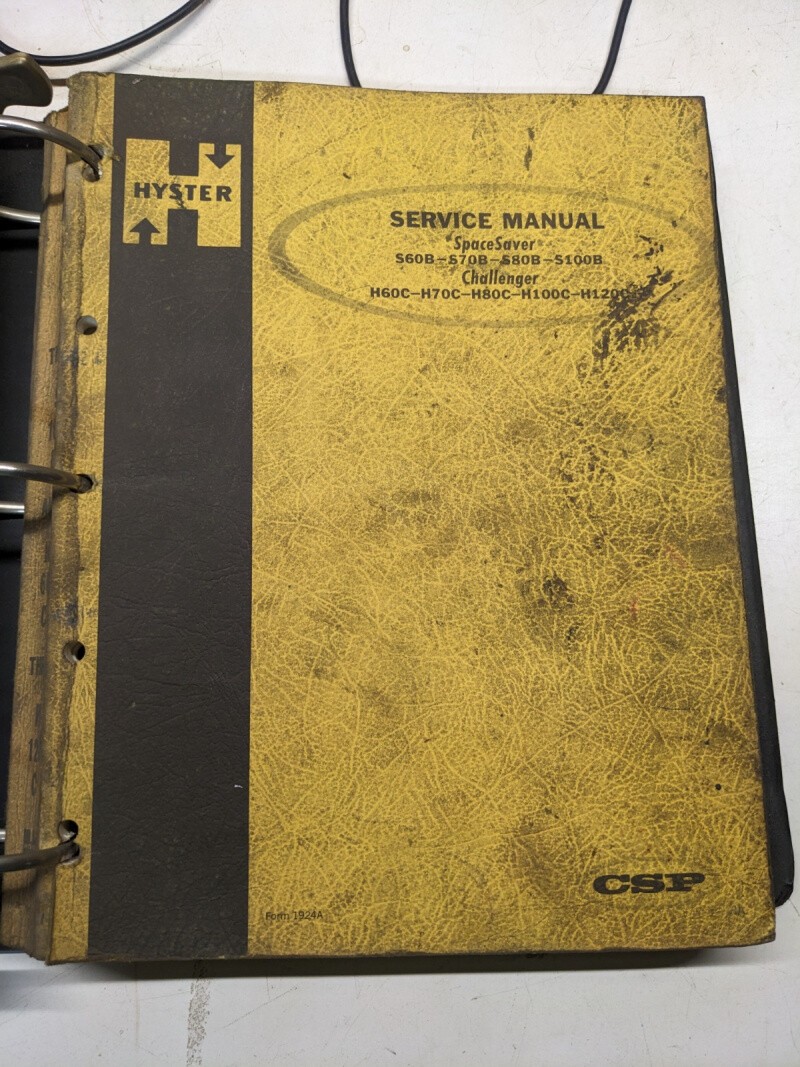 HYSTER
SERVICE MANUAL
SpaceSaver
S60B–S70B–S80B–S100B
Challenger
H60C–H70C–H80C–H100C–H120C
CSP
Form 1924A